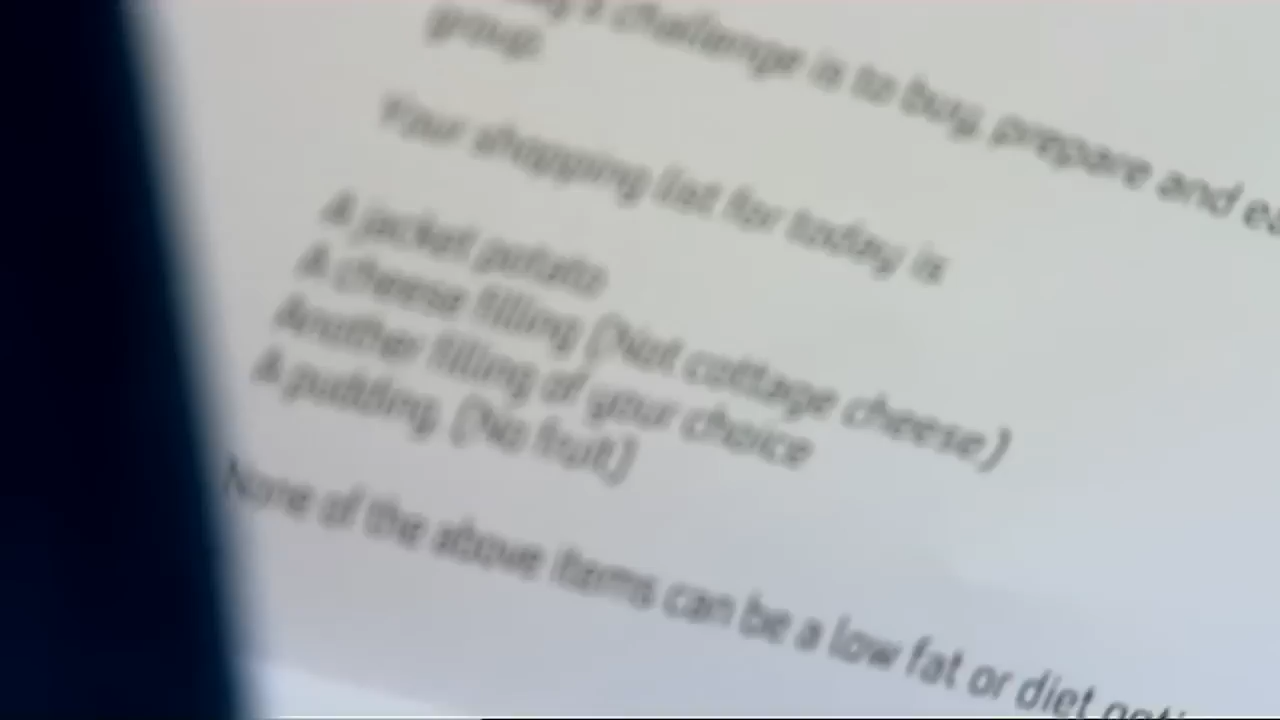 challenge is to buy, prepare and
group.
Your shopping list for today is
A jacket potato
A cheese filling (Not cottage cheese)
Another filling of your choice
A pudding, (No fruit)
None of the above items can be a low fat or diet